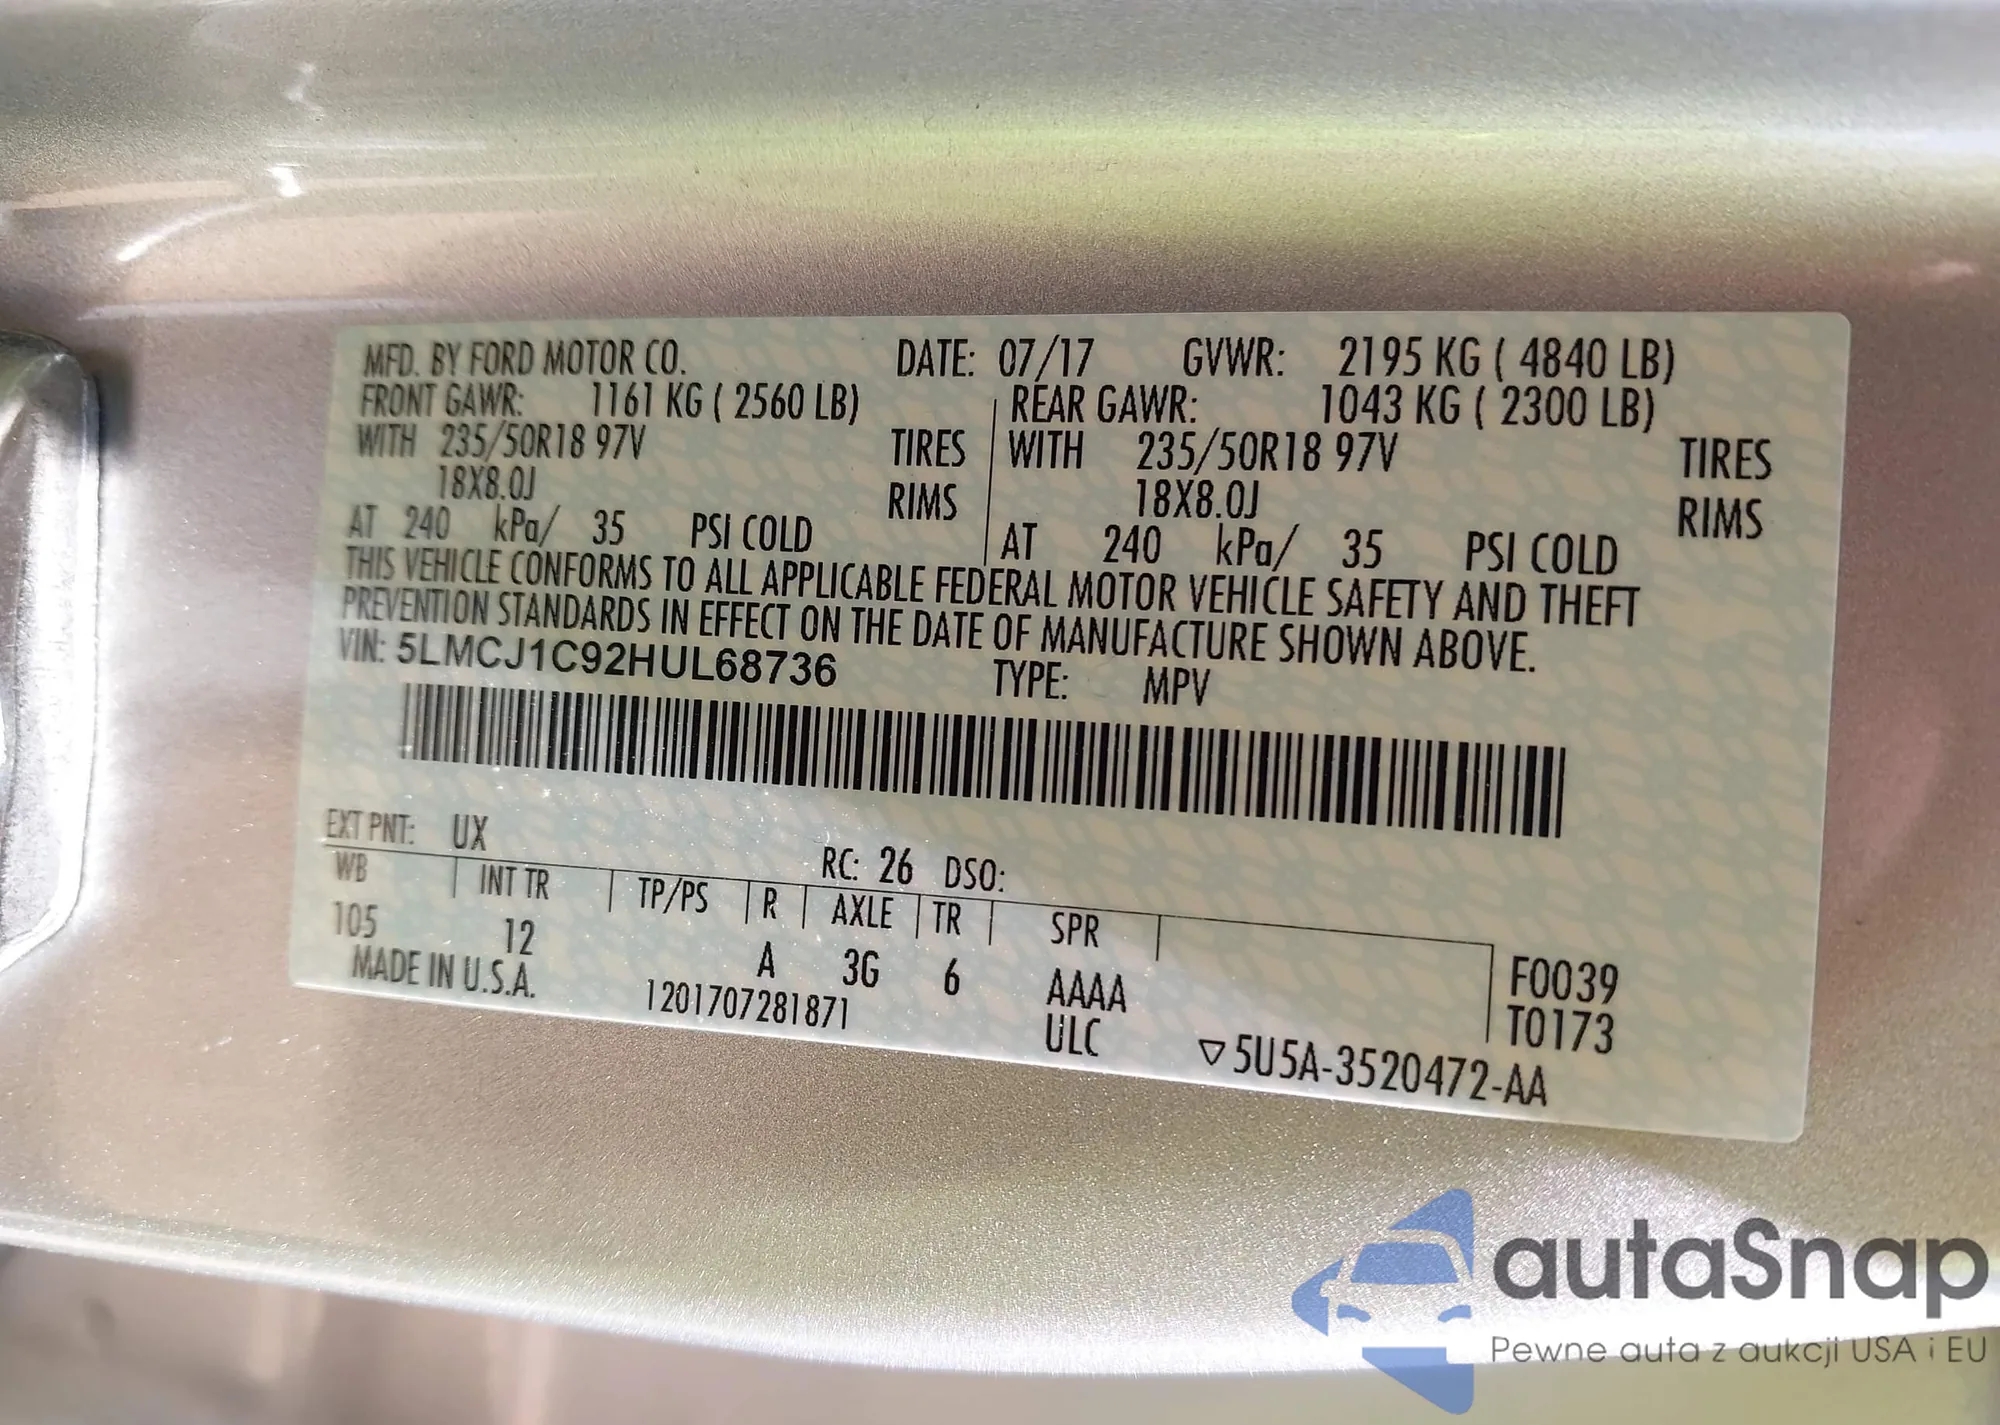 MFD. BY FORD MOTOR CO. DATE: 07/17 GVWR: 2195 KG ( 4840 LB)
FRONT GAWR: 1161 KG ( 2560 LB) REAR GAWR: 1043 KG ( 2300 LB)
WITH 235/50R18 97V TIRES WITH 235/50R18 97V TIRES
18X8.0J RIMS 18X8.0J RIMS
AT 240 kPa/ 35 PSI COLD AT 240 kPa/ 35 PSI COLD
THIS VEHICLE CONFORMS TO ALL APPLICABLE FEDERAL MOTOR VEHICLE SAFETY AND THEFT
PREVENTION STANDARDS IN EFFECT ON THE DATE OF MANUFACTURE SHOWN ABOVE.
VIN: 5LMCJ1C92HUL68736 TYPE: MPV
EXT PNT: UX RC: 26 DSO:
WB INT TR TP/PS R AXLE TR SPR
105 12 A 3G 6 AAAA F0039
MADE IN U.S.A. 1201707281871 ULC T0173
▽5U5A-3520472-AA
autaSnap
Pewne auta z aukcji USA i EU